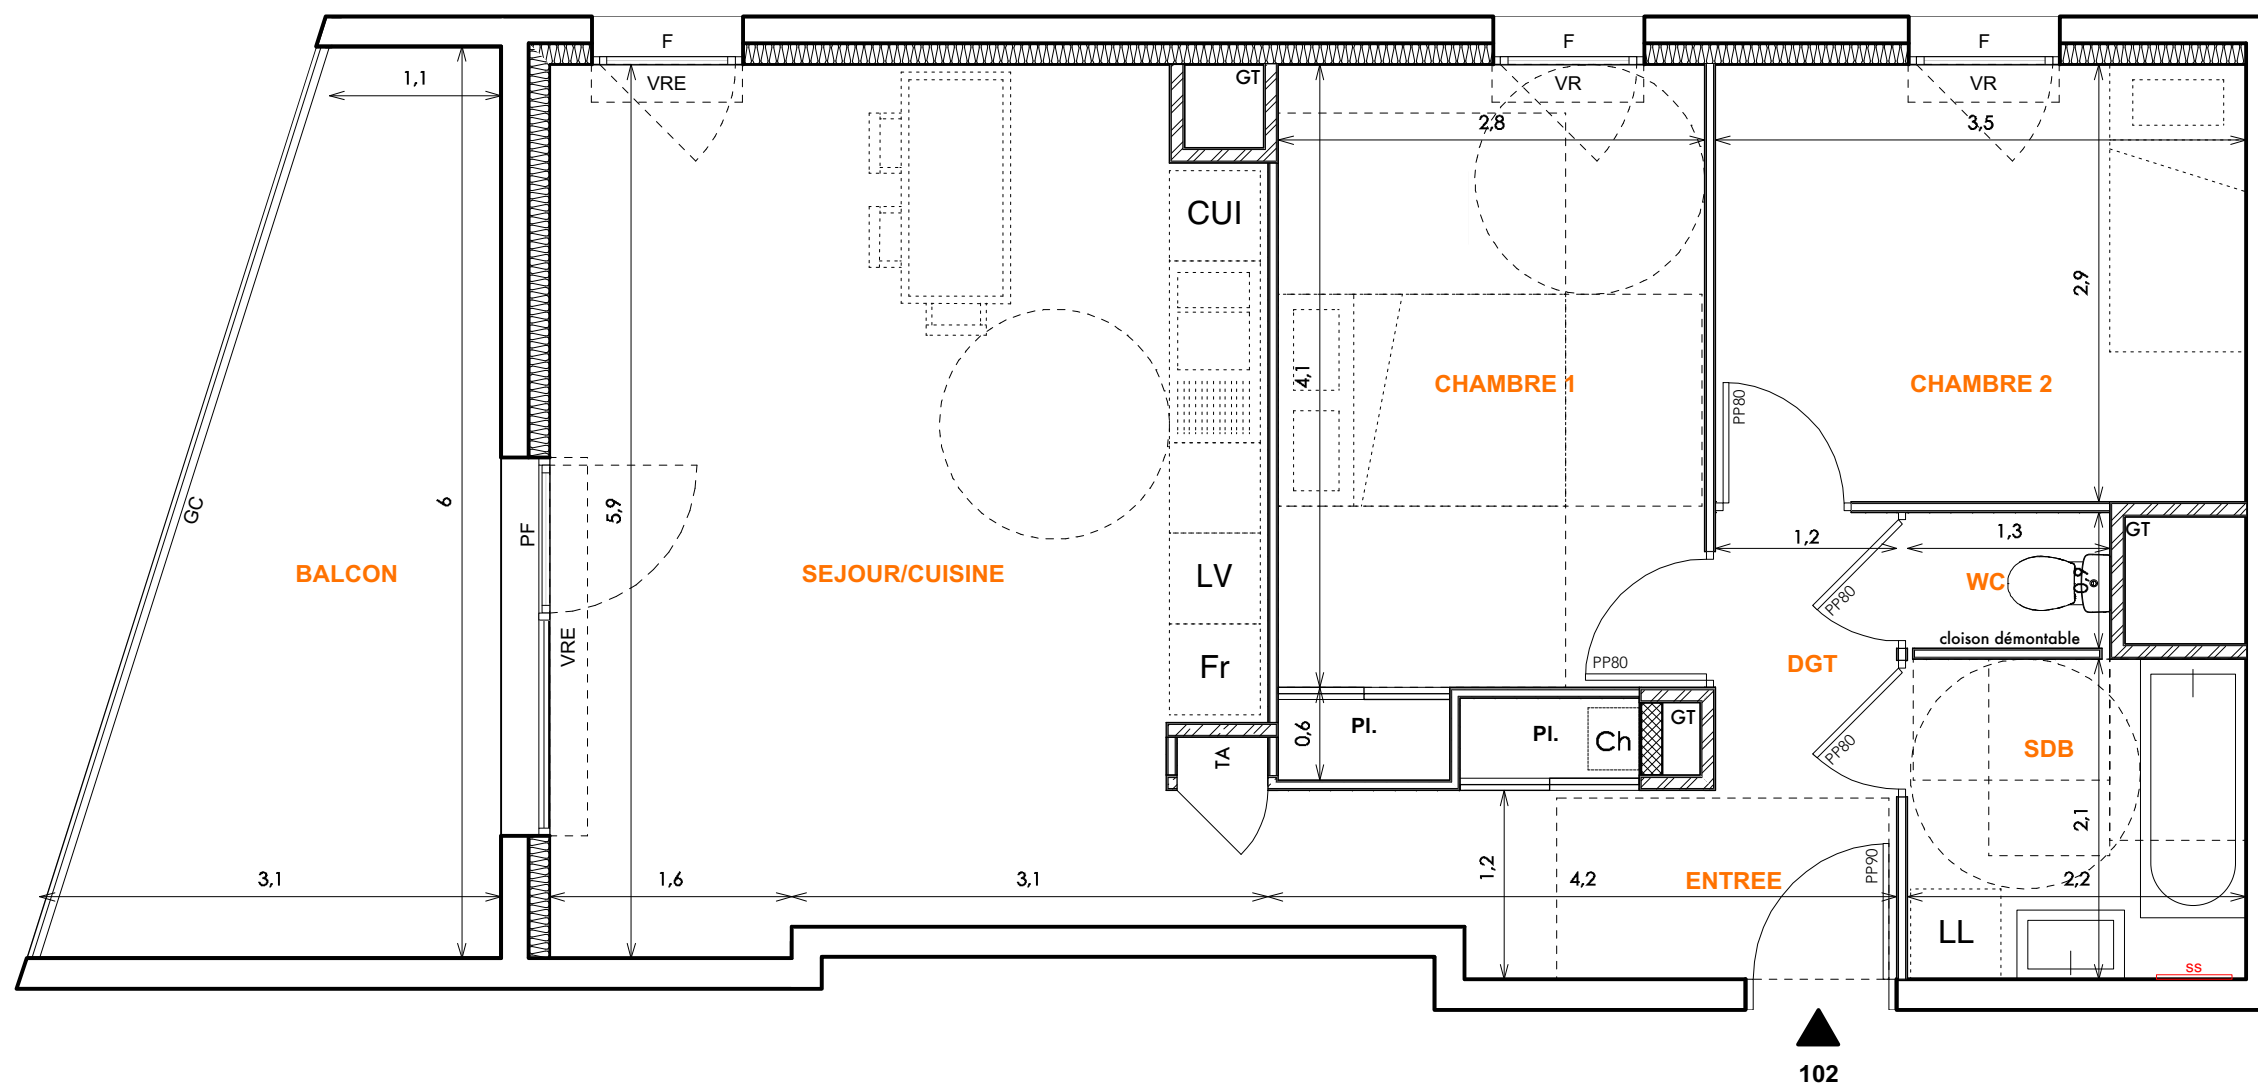 F
F
F
VRE
GT
VR
VR
1,1
2,8
3,5
CUI
2,9
4,1
CHAMBRE 1
CHAMBRE 2
PP80
GC
6
5,9
PF
1,2
1,3
GT
BALCON
SEJOUR/CUISINE
LV
WC
0,9
PP80
VRE
cloison démontable
Fr
PP80
DGT
0,6
Pl.
Pl.
Ch
GT
TA
PP80
SDB
2,1
3,1
1,6
3,1
1,2
4,2
ENTREE
PP90
2,2
LL
ss
102